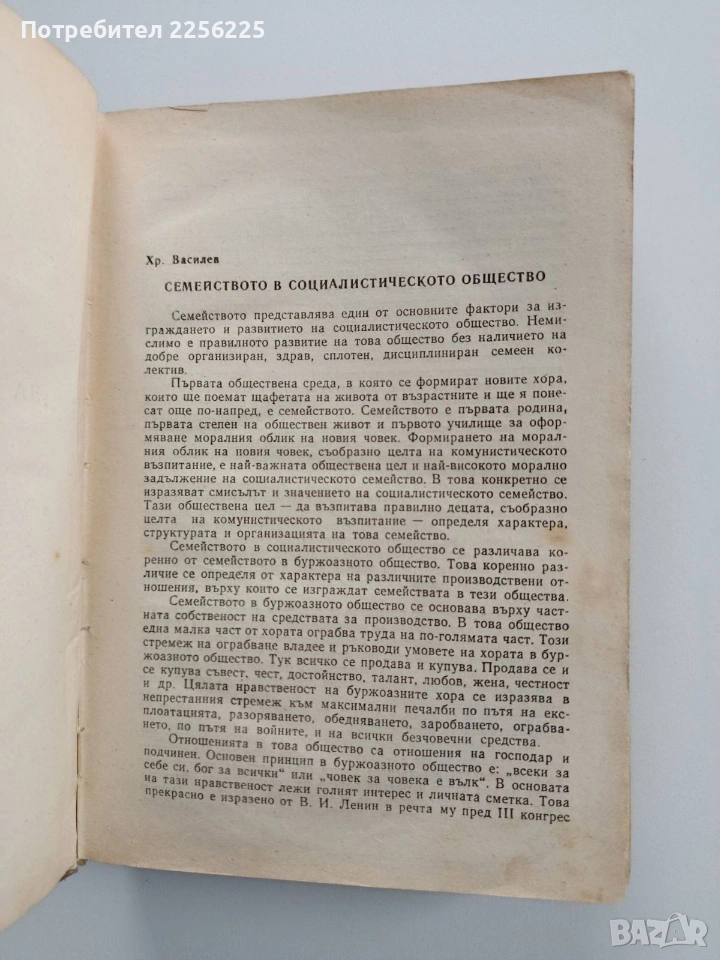 Потребител 2256225
Хр. Василев
СЕМЕЙСТВОТО В СОЦИАЛИСТИЧЕСКОТО ОБЩЕСТВО
Семейството представлява един от основните фактори за из-
граждането и развитието на социалистическото общество. Неми-
слимо е правилното развитие на това общество без наличието на
добре организиран, здрав, сплотен, дисциплиниран семеен ко-
лектив.
Първата обществена среда, в която се формират новите хора,
които ще поемат щафетата на живота от възрастните и ще я поне-
сат още по-напред, е семейството. Семейството е първата родина,
първата степен на обществен живот и първото училище за офор-
мяване моралния облик на новия човек. Формирането на морал-
ния облик на новия човек, съобразно целта на комунистическото
възпитание, е най-важната обществена цел и най-високото морално
задължение на социалистическото семейство. В това конкретно се
изразяват смисълът и значението на социалистическото семейство.
Тази обществена цел — да възпитава правилно децата, съобразно
целта на комунистическото възпитание — определя характера,
структурата и организацията на това семейство.
Семейството в социалистическото общество се различава ко-
ренно от семейството в буржоазното общество. Това коренно раз-
личие се определя от характера на различните производствени от-
ношения, върху които се изграждат семействата в тези общества.
Семейството в буржоазното общество се основава върху част-
ната собственост на средствата за производство. В това общество
една малка част от хората ограбва труда на по-голямата част. Този
стремеж на ограбване владее и ръководи умовете на хората в бур-
жоазното общество. Тук всичко се продава и купува. Продава се и
се купува съвест, чест, достойнство, талант, любов, жена, честност
и др. Цялата нравственост на буржоазните хора се изразява в
непрестанния стремеж към максимални печалби по пътя на екс-
плоатацията, разоряването, обедняването, заробването, ограбва-
нето, по пътя на войните, и на всички безчовечни средства.
Отношенията в това общество са отношения на господар и
подчинен. Основен принцип в буржоазното общество е: „всеки за
себе си, бог за всички“ или „човек за човека е вълк“. В основата
на тази нравственост лежи голият интерес и личната сметка. Това
прекрасно е изразено от В. И. Ленин в речта му пред III конгрес
BAZAR